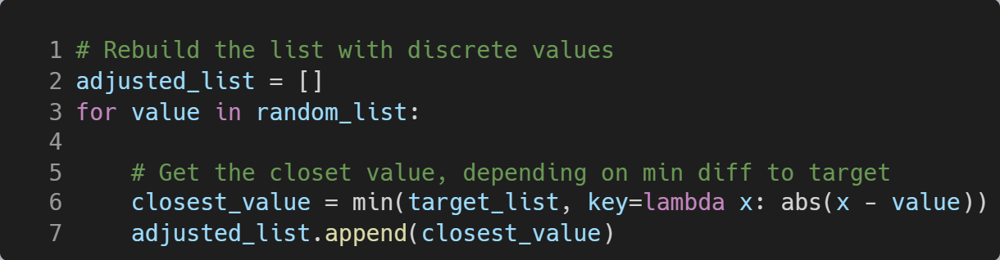 1 # Rebuild the list with discrete values
2 adjusted_list = []
3 for value in random_list:
4
5     # Get the closet value, depending on min diff to target
6     closest_value = min(target_list, key=lambda x: abs(x - value))
7     adjusted_list.append(closest_value)